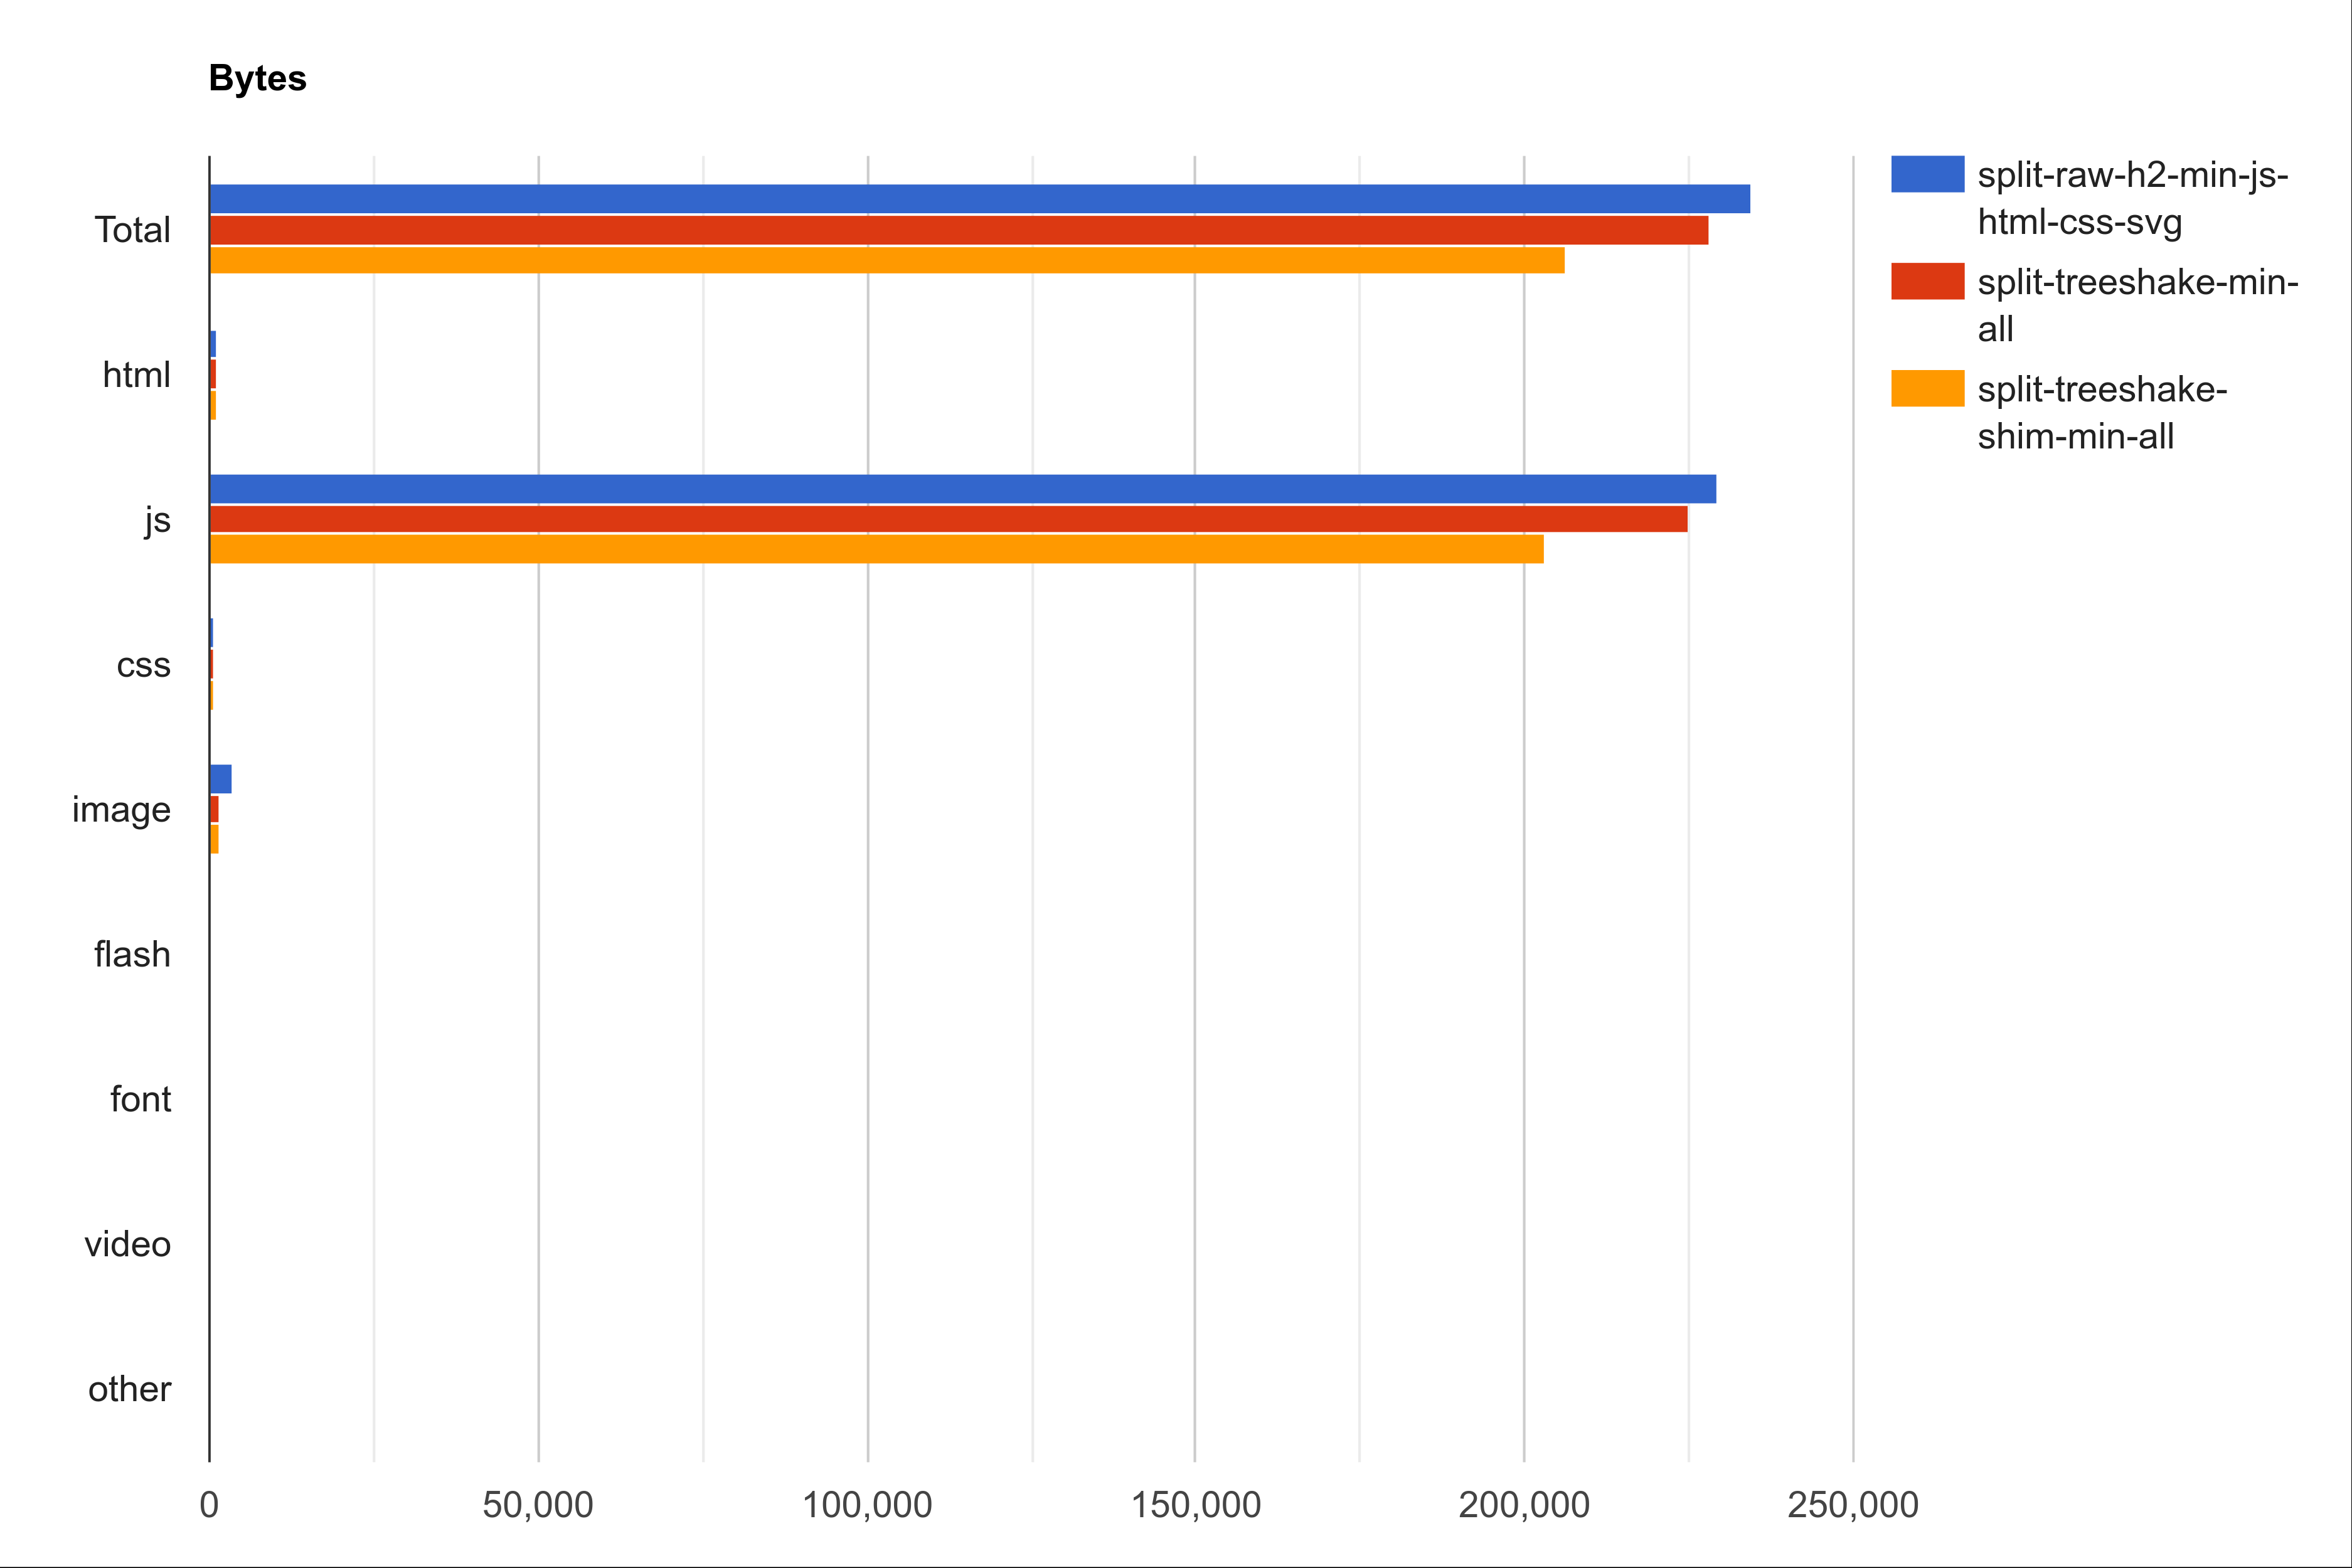 Bytes
split-raw-h2-min-js-
html-css-svg
split-treeshake-min-
all
split-treeshake-
shim-min-all
Total
html
js
css
image
flash
font
video
other
0
50,000
100,000
150,000
200,000
250,000